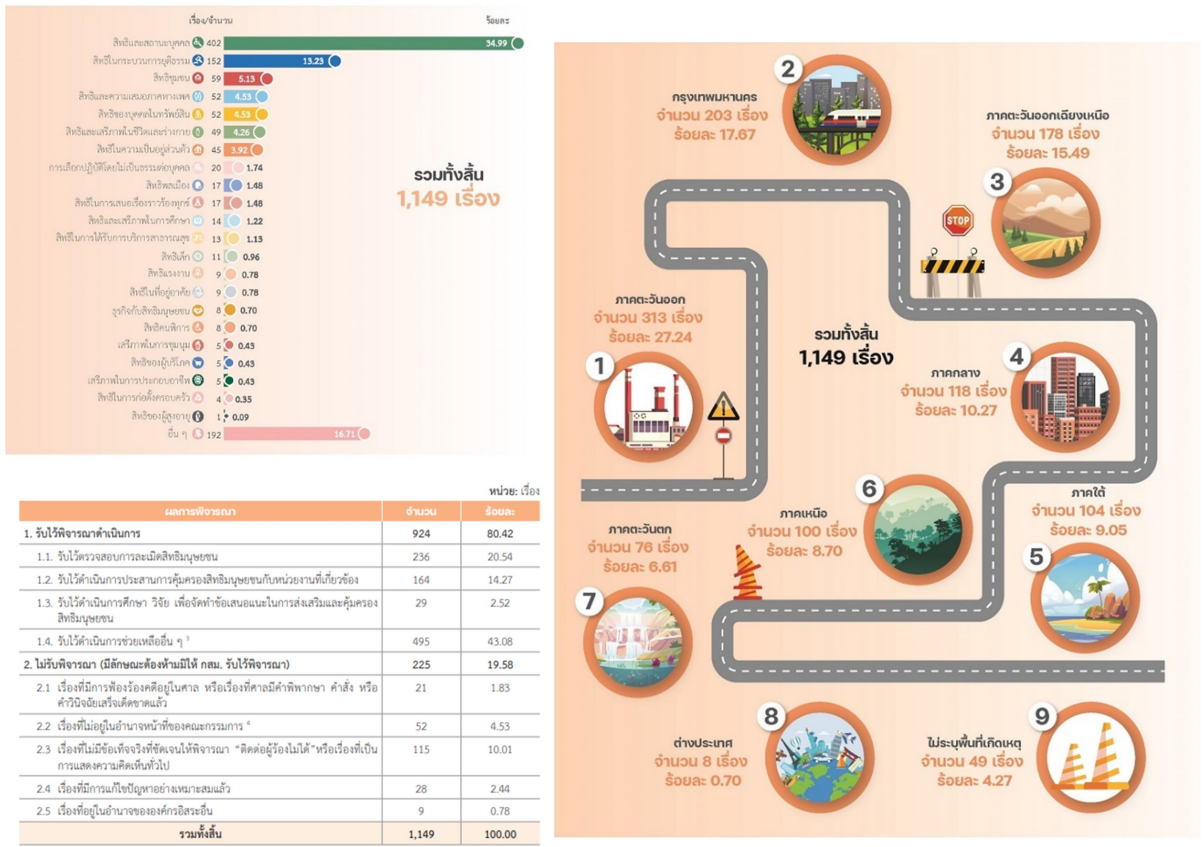 เรื่อง/จำนวน ร้อยละ
สิทธิและสถานะบุคคล 402 34.99
สิทธิในกระบวนการยุติธรรม 152 13.23
สิทธิชุมชน 59 5.13
สิทธิและความเสมอภาคทางเพศ 52 4.53
สิทธิของบุคคลในทรัพย์สิน 52 4.53
สิทธิและเสรีภาพในชีวิตและร่างกาย 49 4.26
สิทธิในความเป็นอยู่ส่วนตัว 45 3.92
การเลือกปฏิบัติโดยไม่เป็นธรรมต่อบุคคล 20 1.74
สิทธิพลเมือง 17 1.48
สิทธิในการเสนอเรื่องราวร้องทุกข์ 17 1.48
สิทธิและเสรีภาพในการศึกษา 14 1.22
สิทธิในการได้รับการบริการสาธารณสุข 13 1.13
สิทธิเด็ก 11 0.96
สิทธิแรงงาน 9 0.78
สิทธิในที่อยู่อาศัย 9 0.78
ธุรกิจกับสิทธิมนุษยชน 8 0.70
สิทธิคนพิการ 8 0.70
เสรีภาพในการชุมนุม 5 0.43
สิทธิของผู้บริโภค 5 0.43
เสรีภาพในการประกอบอาชีพ 5 0.43
สิทธิในการก่อตั้งครอบครัว 4 0.35
สิทธิของผู้สูงอายุ 1 0.09
อื่น ๆ 192 16.71
รวมทั้งสิ้น
1,149 เรื่อง
หน่วย: เรื่อง
ผลการพิจารณา จำนวน ร้อยละ
1. รับไว้พิจารณาดำเนินการ 924 80.42
1.1. รับไว้ตรวจสอบการละเมิดสิทธิมนุษยชน 236 20.54
1.2. รับไว้ดำเนินการประสานการคุ้มครองสิทธิมนุษยชนกับหน่วยงานที่เกี่ยวข้อง 164 14.27
1.3. รับไว้ดำเนินการศึกษา วิจัย เพื่อจัดทำข้อเสนอแนะในการส่งเสริมและคุ้มครอง 29 2.52
สิทธิมนุษยชน
1.4. รับไว้ดำเนินการช่วยเหลืออื่น ๆ ³ 495 43.08
2. ไม่รับพิจารณา (มีลักษณะต้องห้ามมิให้ กสม. รับไว้พิจารณา) 225 19.58
2.1 เรื่องที่มีการฟ้องร้องคดีอยู่ในศาล หรือเรื่องที่ศาลมีคำพิพากษา คำสั่ง หรือ 21 1.83
คำวินิจฉัยเสร็จเด็ดขาดแล้ว
2.2 เรื่องที่ไม่อยู่ในอำนาจหน้าที่ของคณะกรรมการ ⁴ 52 4.53
2.3 เรื่องที่ไม่มีข้อเท็จจริงที่ชัดเจนให้พิจารณา "ติดต่อผู้ร้องไม่ได้"หรือเรื่องที่เป็น 115 10.01
การแสดงความคิดเห็นทั่วไป
2.4 เรื่องที่มีการแก้ไขปัญหาอย่างเหมาะสมแล้ว 28 2.44
2.5 เรื่องที่อยู่ในอำนาจขององค์กรอิสระอื่น 9 0.78
รวมทั้งสิ้น 1,149 100.00
1
ภาคตะวันออก
จำนวน 313 เรื่อง
ร้อยละ 27.24
2
กรุงเทพมหานคร
จำนวน 203 เรื่อง
ร้อยละ 17.67
3
ภาคตะวันออกเฉียงเหนือ
จำนวน 178 เรื่อง
ร้อยละ 15.49
STOP
รวมทั้งสิ้น
1,149 เรื่อง
4
ภาคกลาง
จำนวน 118 เรื่อง
ร้อยละ 10.27
5
ภาคใต้
จำนวน 104 เรื่อง
ร้อยละ 9.05
6
ภาคเหนือ
จำนวน 100 เรื่อง
ร้อยละ 8.70
7
ภาคตะวันตก
จำนวน 76 เรื่อง
ร้อยละ 6.61
8
ต่างประเทศ
จำนวน 8 เรื่อง
ร้อยละ 0.70
9
ไม่ระบุพื้นที่เกิดเหตุ
จำนวน 49 เรื่อง
ร้อยละ 4.27